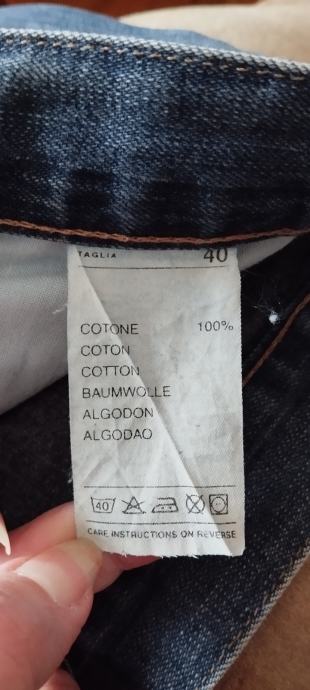 TAGLIA 40
COTONE 100%
COTON
COTTON
BAUMWOLLE
ALGODON
ALGODAO
40
CARE INSTRUCTIONS ON REVERSE